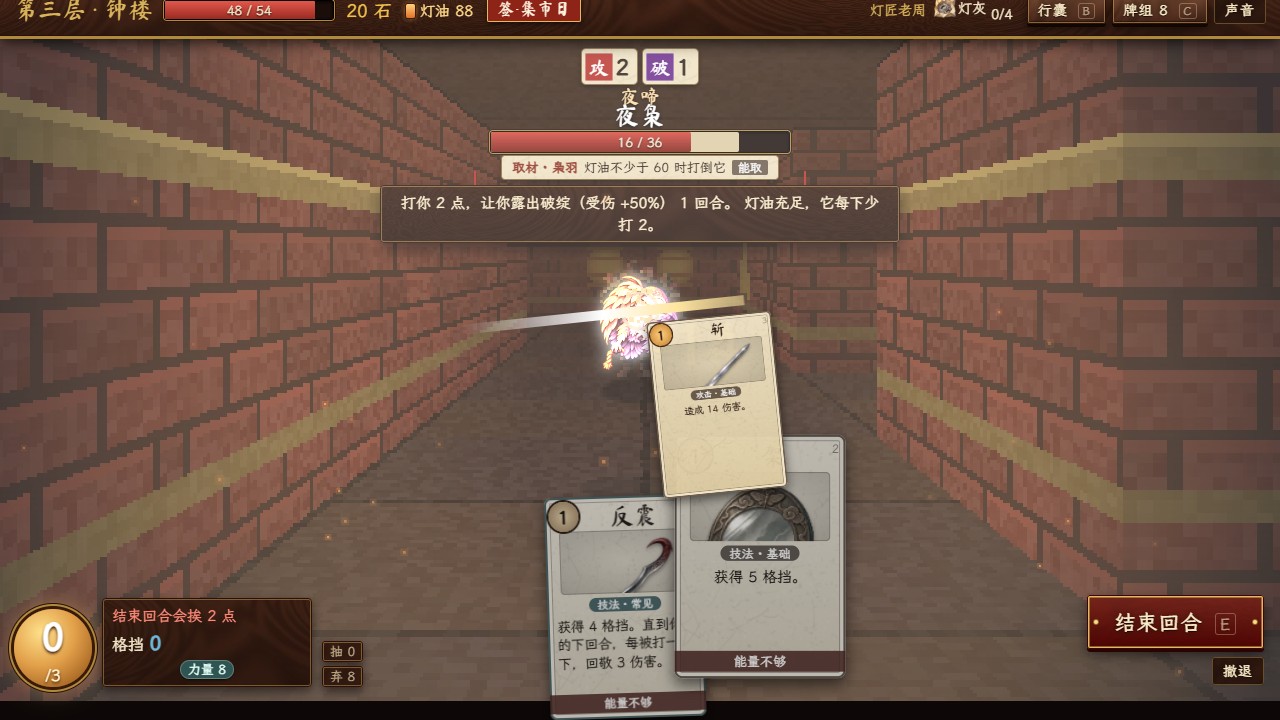 第三层·钟楼
48 / 54
20 石
灯油 88
签·集市日
灯匠老周
灯灰 0/4
行囊 B
牌组 8 C
声音
攻 2 破 1
夜啼
夜枭
16 / 36
取材·枭羽 灯油不少于 60 时打倒它 能取
打你 2 点，让你露出破绽（受伤 +50%） 1 回合。 灯油充足，它每下少
打 2。
1 斩 3
攻击·基础
造成 14 伤害。
1 反震
技法·常见
获得 4 格挡。直到你
的下回合，每被打一
下，回敬 3 伤害。
能量不够
2
技法·基础
获得 5 格挡。
能量不够
0
/3
结束回合会挨 2 点
格挡 0
力量 8
抽 0
弃 8
结束回合 E
撤退